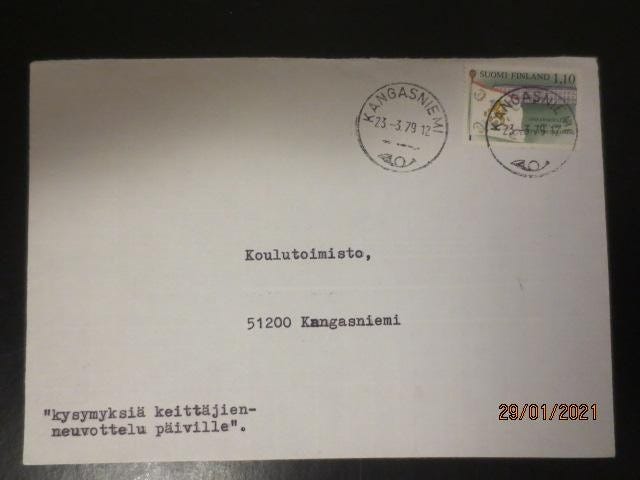 SUOMI FINLAND 1,10
KANGASNIEMI
23.-3.79 12
KANGASNIEMI
23.-3.79 12
Koulutoimisto,
51200 Kangasniemi
"kysymyksiä keittäjien-
neuvottelu päiville".
29/01/2021